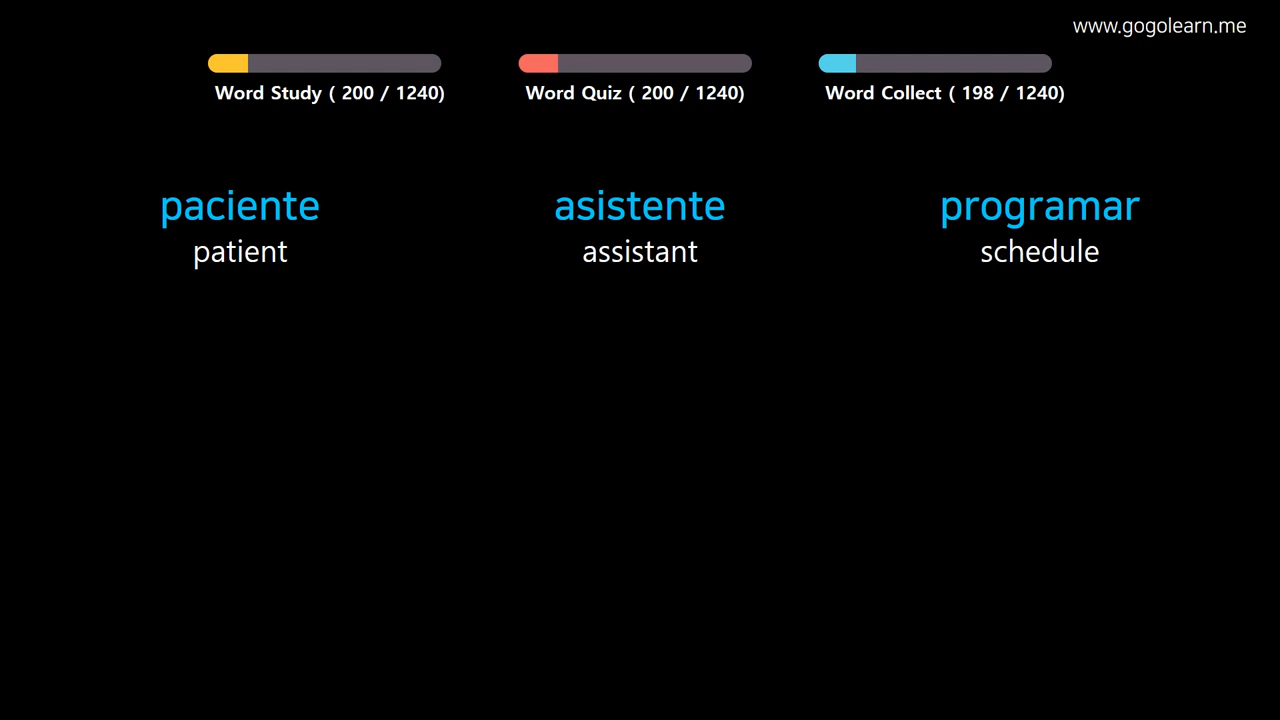 www.gogolearn.me
Word Study ( 200 / 1240)
Word Quiz ( 200 / 1240)
Word Collect ( 198 / 1240)
paciente
patient
asistente
assistant
programar
schedule